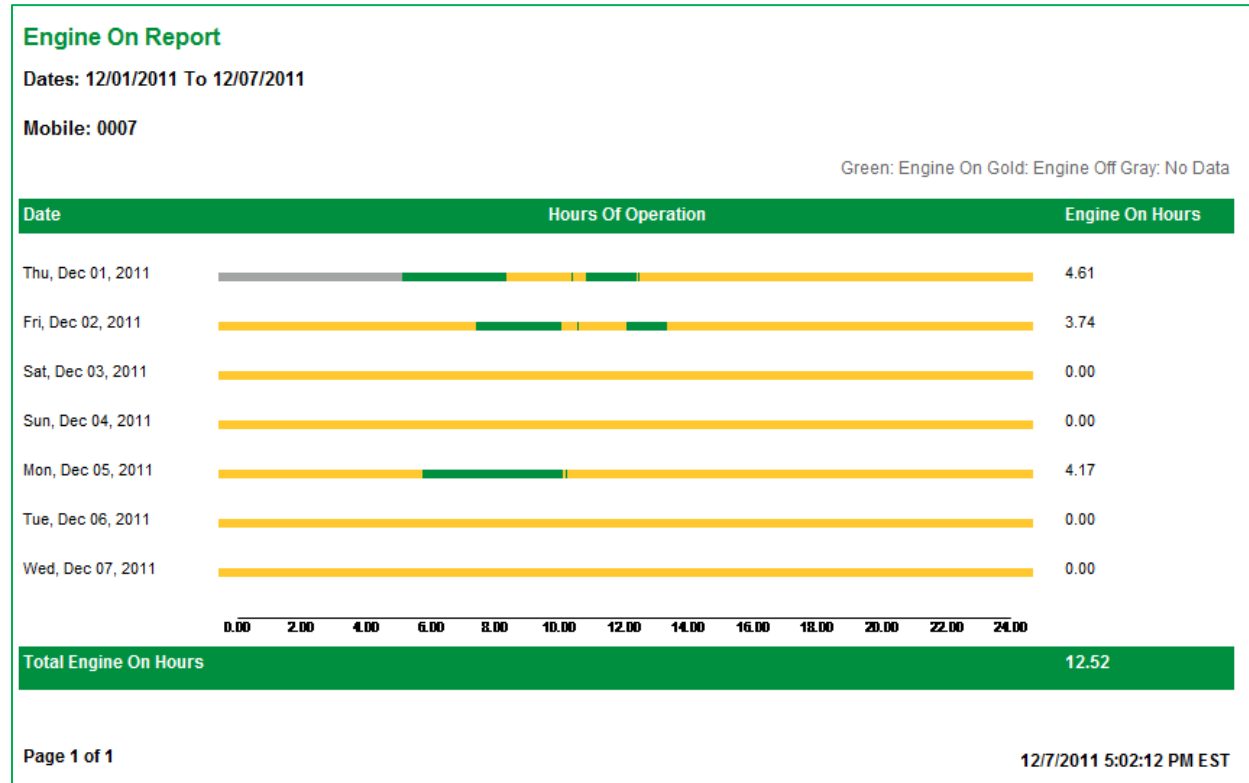 Engine On Report
Dates: 12/01/2011 To 12/07/2011
Mobile: 0007
Green: Engine On Gold: Engine Off Gray: No Data
Date Hours Of Operation Engine On Hours
Thu, Dec 01, 2011 4.61
Fri, Dec 02, 2011 3.74
Sat, Dec 03, 2011 0.00
Sun, Dec 04, 2011 0.00
Mon, Dec 05, 2011 4.17
Tue, Dec 06, 2011 0.00
Wed, Dec 07, 2011 0.00
0.00 2.00 4.00 6.00 8.00 10.00 12.00 14.00 16.00 18.00 20.00 22.00 24.00
Total Engine On Hours 12.52
Page 1 of 1 12/7/2011 5:02:12 PM EST